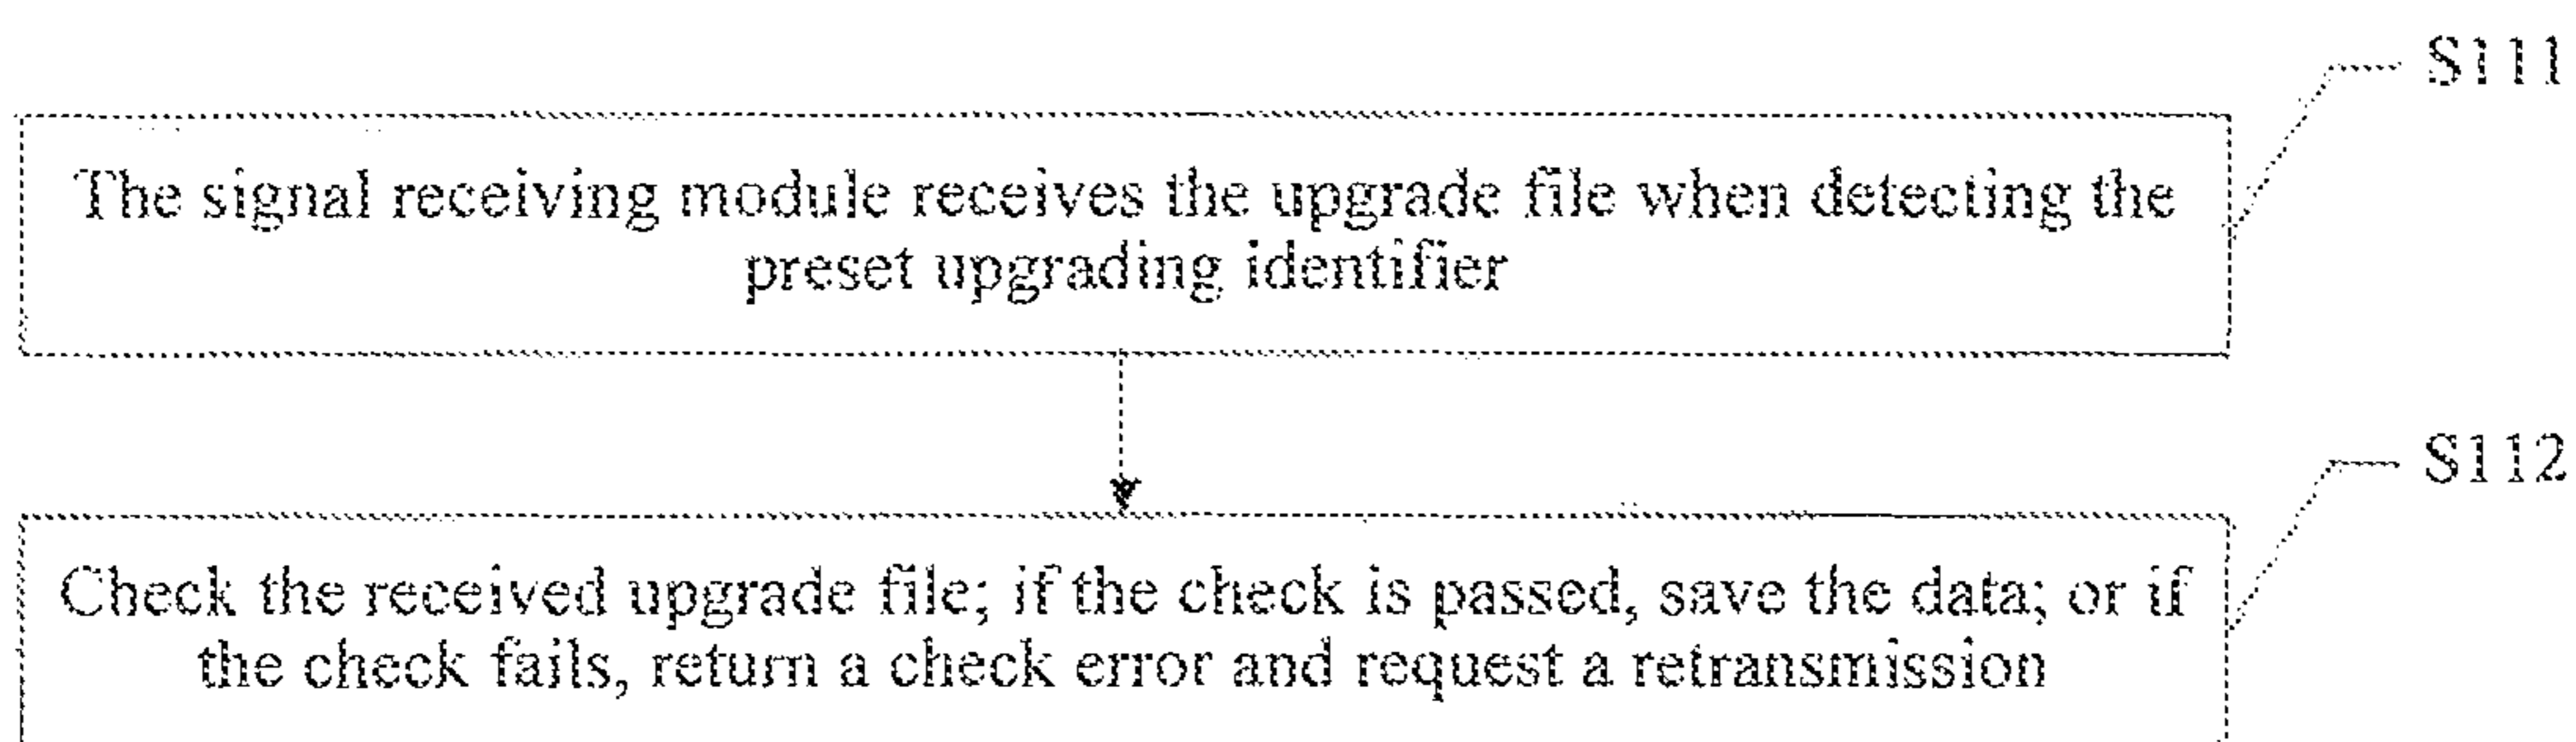 S111
The signal receiving module receives the upgrade file when detecting the
preset upgrading identifier
S112
Check the received upgrade file; if the check is passed, save the data; or if
the check fails, return a check error and request a retransmission